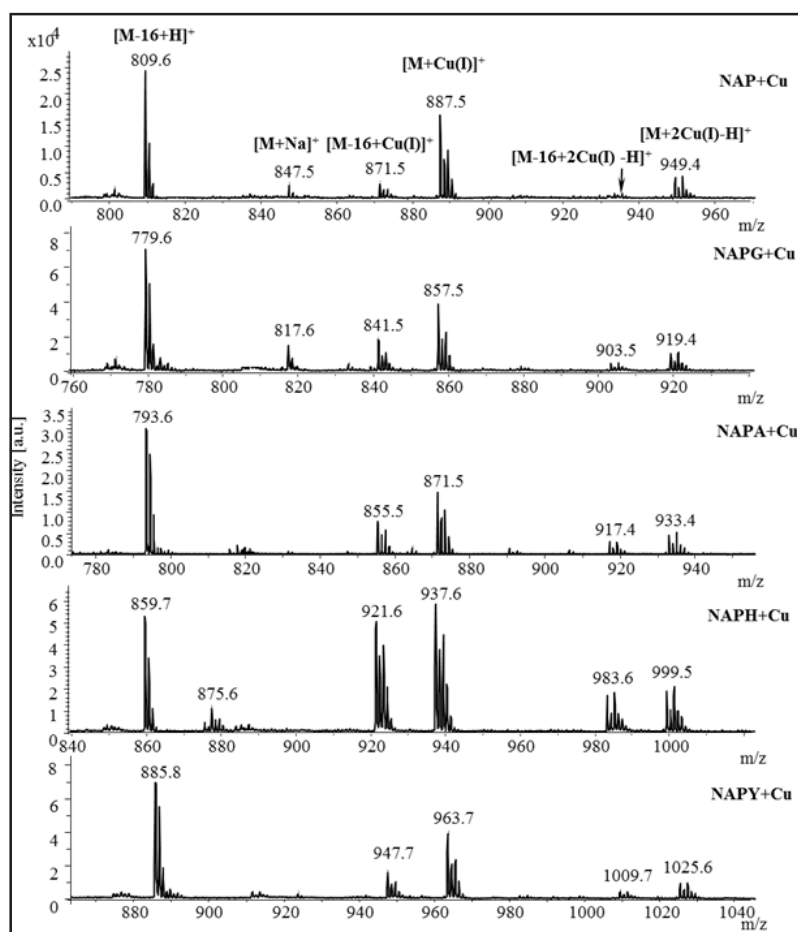 [M-16+H]⁺
x10⁴
809.6
[M+Cu(I)]⁺
NAP+Cu
2.5
887.5
2.0
[M+Na]⁺ [M-16+Cu(I)]⁺
[M+2Cu(I)-H]⁺
1.5
[M-16+2Cu(I) -H]⁺
1.0
847.5 871.5 949.4
0.5
0.0
800 820 840 860 880 900 920 940 960
m/z
8
779.6
NAPG+Cu
6
857.5
4
817.6 841.5
2
903.5 919.4
0
760 780 800 820 840 860 880 900 920
m/z
3.5
793.6
NAPA+Cu
3.0
2.5
871.5
2.0
855.5
1.5
917.4 933.4
1.0
0.5
0.0
780 800 820 840 860 880 900 920 940
m/z
Intensity [a.u.]
6
859.7 921.6 937.6
NAPH+Cu
5
4
3
983.6 999.5
2
875.6
1
0
840 860 880 900 920 940 960 980 1000
m/z
8
885.8
NAPY+Cu
6
963.7
4
947.7
2
1009.7 1025.6
0
880 900 920 940 960 980 1000 1020 1040
m/z